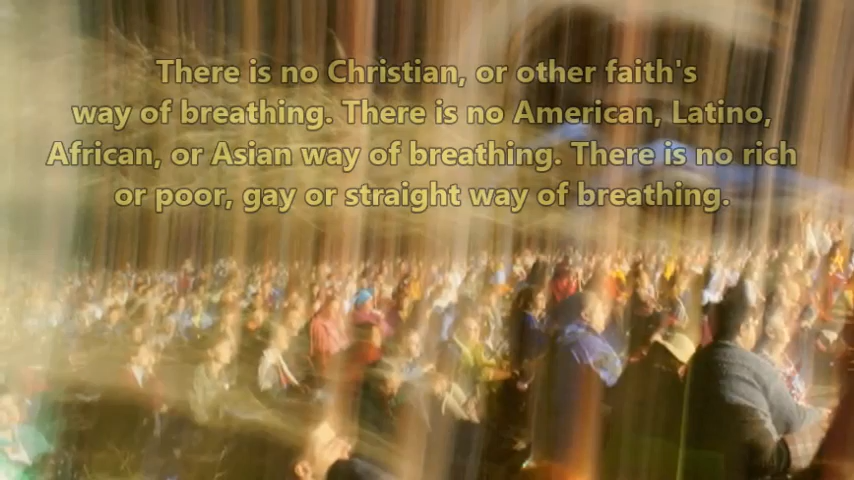 There is no Christian, or other faith's
way of breathing. There is no American, Latino,
African, or Asian way of breathing. There is no rich
or poor, gay or straight way of breathing.